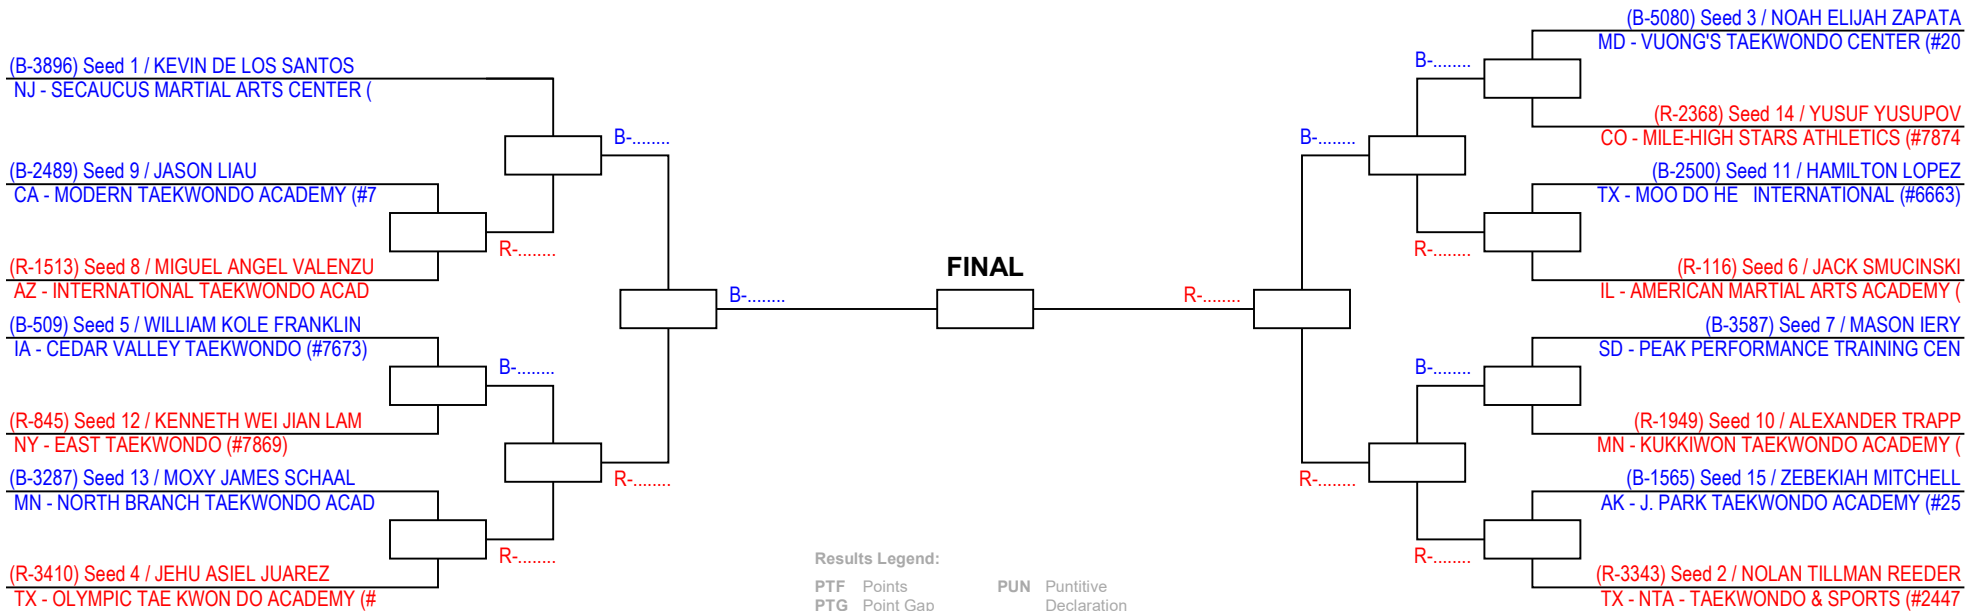 (B-3896) Seed 1 / KEVIN DE LOS SANTOS
NJ - SECAUCUS MARTIAL ARTS CENTER (
(B-2489) Seed 9 / JASON LIAU
CA - MODERN TAEKWONDO ACADEMY (#7
(R-1513) Seed 8 / MIGUEL ANGEL VALENZU
AZ - INTERNATIONAL TAEKWONDO ACAD
(B-509) Seed 5 / WILLIAM KOLE FRANKLIN
IA - CEDAR VALLEY TAEKWONDO (#7673)
(R-845) Seed 12 / KENNETH WEI JIAN LAM
NY - EAST TAEKWONDO (#7869)
(B-3287) Seed 13 / MOXY JAMES SCHAAL
MN - NORTH BRANCH TAEKWONDO ACAD
(R-3410) Seed 4 / JEHU ASIEL JUAREZ
TX - OLYMPIC TAE KWON DO ACADEMY (#
R-........
B-........
R-........
B-........
R-........
B-........
FINAL
R-........
B-........
R-........
B-........
R-........
B-........
R-........
(B-5080) Seed 3 / NOAH ELIJAH ZAPATA
MD - VUONG'S TAEKWONDO CENTER (#20
(R-2368) Seed 14 / YUSUF YUSUPOV
CO - MILE-HIGH STARS ATHLETICS (#7874
(B-2500) Seed 11 / HAMILTON LOPEZ
TX - MOO DO HE INTERNATIONAL (#6663)
(R-116) Seed 6 / JACK SMUCINSKI
IL - AMERICAN MARTIAL ARTS ACADEMY (
(B-3587) Seed 7 / MASON IERY
SD - PEAK PERFORMANCE TRAINING CEN
(R-1949) Seed 10 / ALEXANDER TRAPP
MN - KUKKIWON TAEKWONDO ACADEMY (
(B-1565) Seed 15 / ZEBEKIAH MITCHELL
AK - J. PARK TAEKWONDO ACADEMY (#25
(R-3343) Seed 2 / NOLAN TILLMAN REEDER
TX - NTA - TAEKWONDO & SPORTS (#2447
Results Legend:
PTF Points PUN Puntitive
PTG Point Gap Declaration